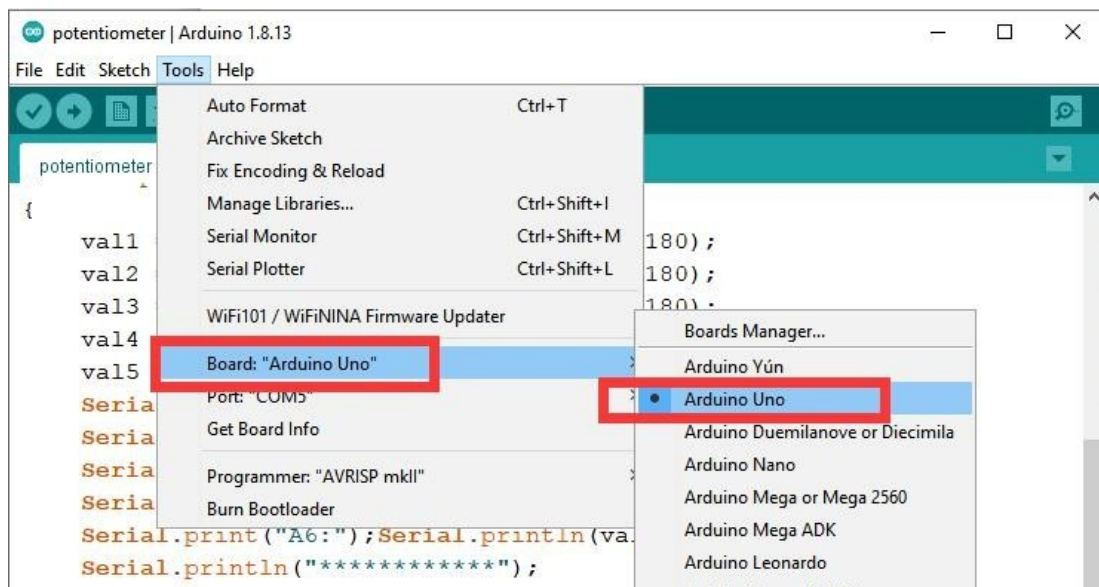 potentiometer | Arduino 1.8.13
File Edit Sketch Tools Help
potentiometer
Auto Format Ctrl+T
Archive Sketch
Fix Encoding & Reload
Manage Libraries... Ctrl+Shift+I
Serial Monitor Ctrl+Shift+M
Serial Plotter Ctrl+Shift+L
WiFi101 / WiFiNINA Firmware Updater
Board: "Arduino Uno"
Port: "COM5"
Get Board Info
Programmer: "AVRISP mkII"
Burn Bootloader
Boards Manager...
Arduino Yún
Arduino Uno
Arduino Duemilanove or Diecimila
Arduino Nano
Arduino Mega or Mega 2560
Arduino Mega ADK
Arduino Leonardo
{
val1 180);
val2 180);
val3 180);
val4
val5
Seria
Seria
Seria
Seria
Serial.print("A6:");Serial.println(va
Serial.println("************");